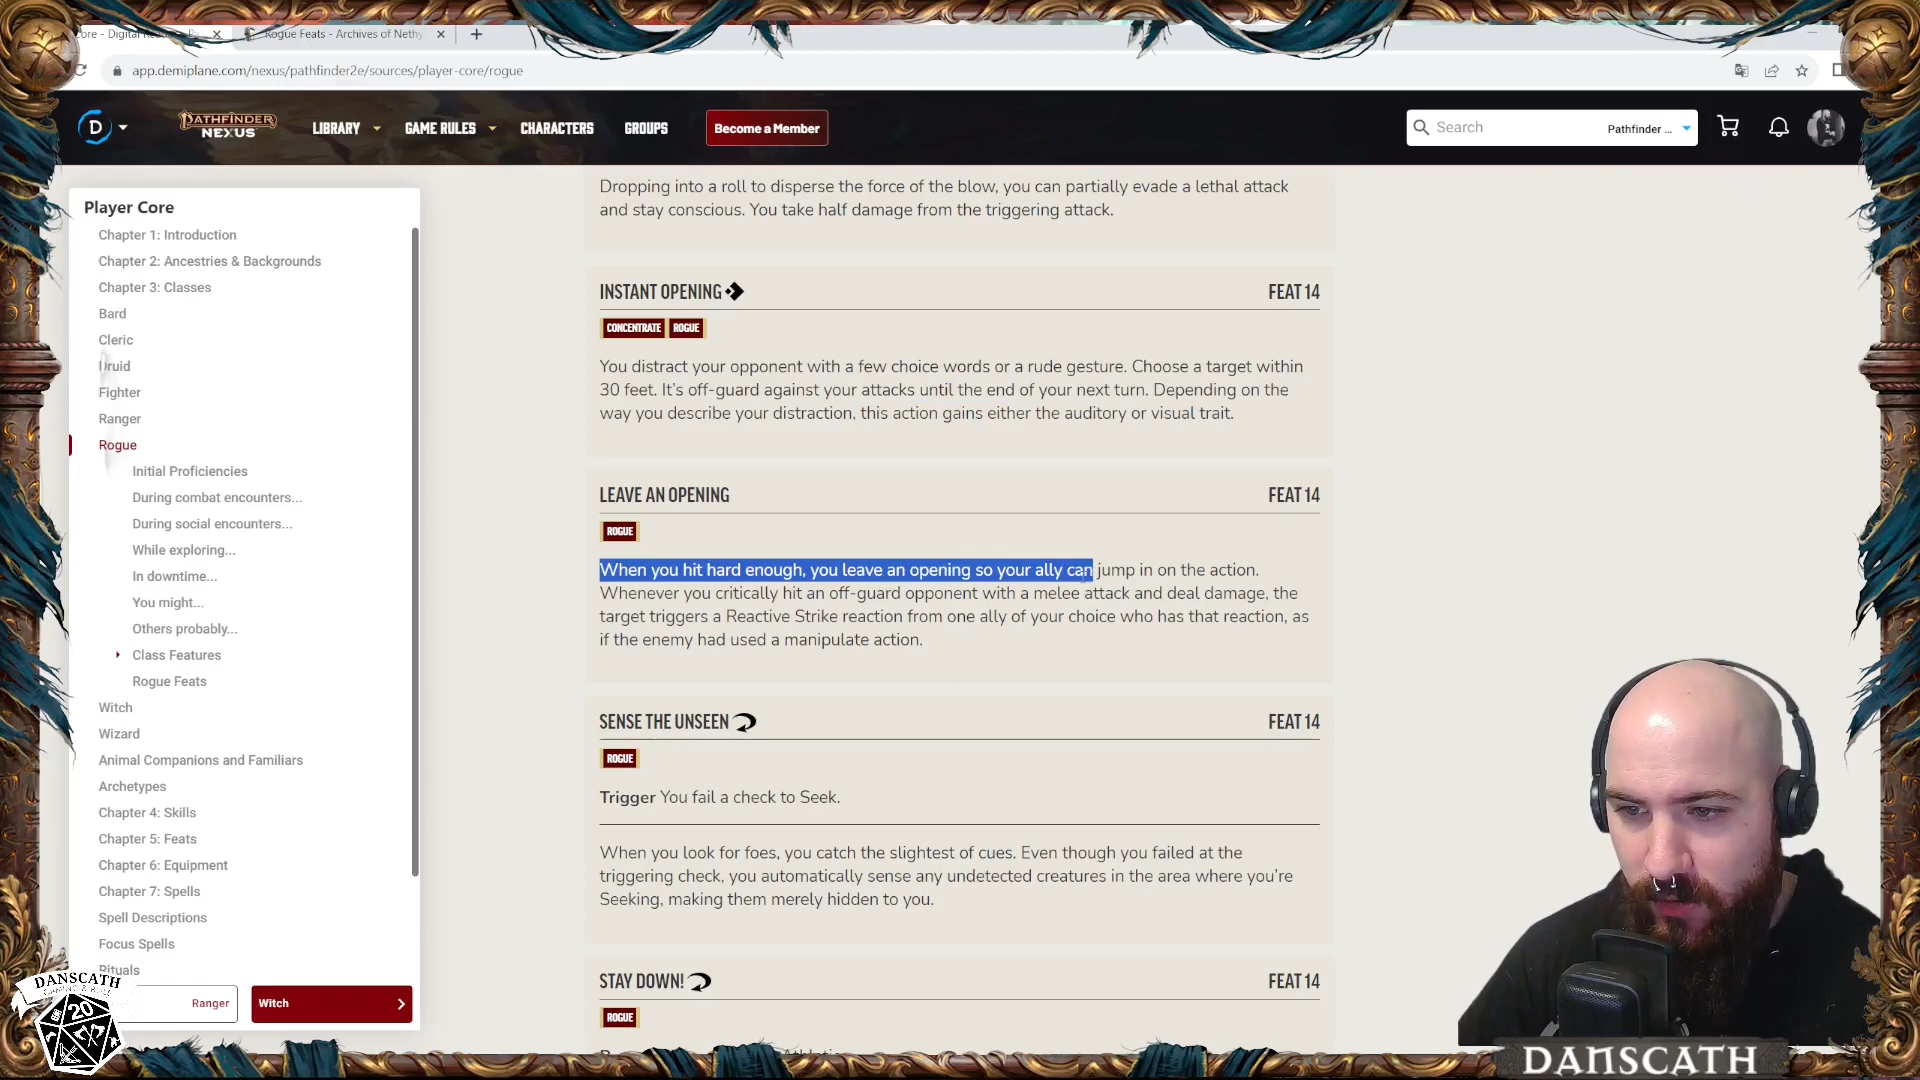 Core - Digital Rea
Rogue Feats - Archives of Nethy
app.demiplane.com/nexus/pathfinder2e/sources/player-core/rogue
D
PATHFINDER
NEXUS
LIBRARY
GAME RULES
CHARACTERS
GROUPS
Become a Member
Search
Pathfinder ...
Player Core
Chapter 1: Introduction
Chapter 2: Ancestries & Backgrounds
Chapter 3: Classes
Bard
Cleric
Druid
Fighter
Ranger
Rogue
Initial Proficiencies
During combat encounters...
During social encounters...
While exploring...
In downtime...
You might...
Others probably...
Class Features
Rogue Feats
Witch
Wizard
Animal Companions and Familiars
Archetypes
Chapter 4: Skills
Chapter 5: Feats
Chapter 6: Equipment
Chapter 7: Spells
Spell Descriptions
Focus Spells
Rituals
Ranger
Witch
Dropping into a roll to disperse the force of the blow, you can partially evade a lethal attack
and stay conscious. You take half damage from the triggering attack.
INSTANT OPENING FEAT 14
CONCENTRATE ROGUE
You distract your opponent with a few choice words or a rude gesture. Choose a target within
30 feet. It's off-guard against your attacks until the end of your next turn. Depending on the
way you describe your distraction, this action gains either the auditory or visual trait.
LEAVE AN OPENING FEAT 14
ROGUE
When you hit hard enough, you leave an opening so your ally can jump in on the action.
Whenever you critically hit an off-guard opponent with a melee attack and deal damage, the
target triggers a Reactive Strike reaction from one ally of your choice who has that reaction, as
if the enemy had used a manipulate action.
SENSE THE UNSEEN FEAT 14
ROGUE
Trigger You fail a check to Seek.
When you look for foes, you catch the slightest of cues. Even though you failed at the
triggering check, you automatically sense any undetected creatures in the area where you're
Seeking, making them merely hidden to you.
STAY DOWN! FEAT 14
ROGUE
DANSCATH
20
DANSCATH